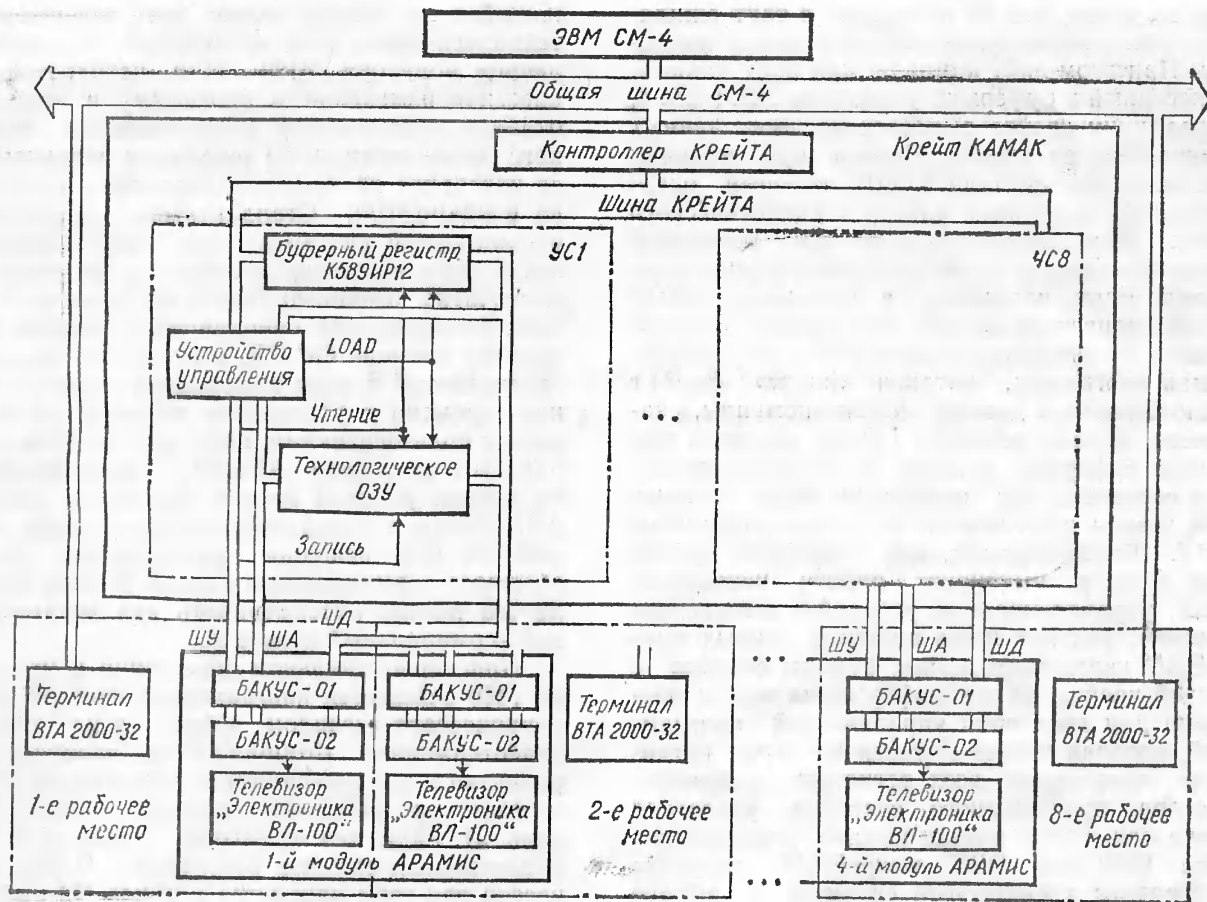 ЭВМ СМ-4
Общая шина СМ-4
Контроллер КРЕЙТА
Крейт КАМАК
Шина КРЕЙТА
УС1
УС8
Буферный регистр
К589ИР12
LOAD
Устройство
управления
Чтение
Технологическое
ОЗУ
Запись
...
ШУ
ША
ШД
ШУ
ША
ШД
Терминал
ВТА 2000-32
БАКУС-01
БАКУС-02
Телевизор
„Электроника
ВЛ-100“
БАКУС-01
БАКУС-02
Телевизор
„Электроника
ВЛ-100“
Терминал
ВТА 2000-32
...
БАКУС-01
БАКУС-02
Телевизор
„Электроника
ВЛ-100“
Терминал
ВТА 2000-32
1-е рабочее
место
1-й модуль АРАМИС
2-е рабочее
место
...
4-й модуль АРАМИС
8-е рабочее
место